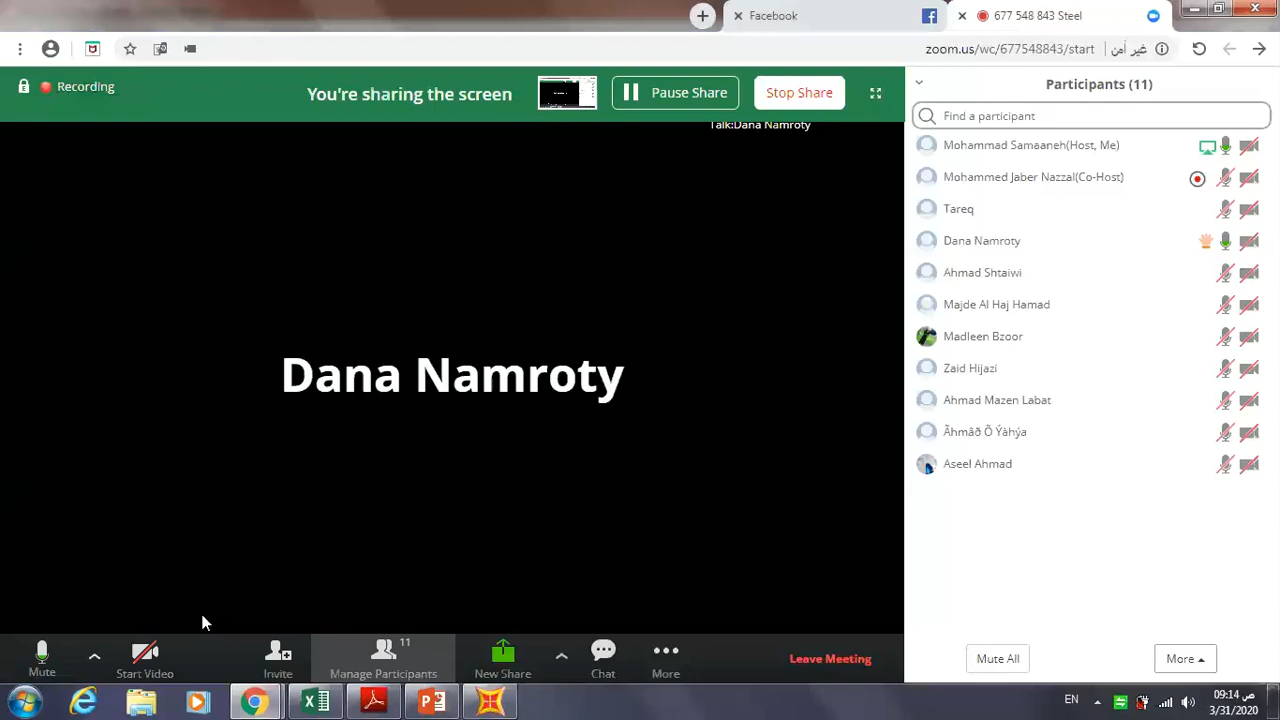 Facebook
677 548 843 Steel
zoom.us/wc/677548843/start
غير آمن
Recording
You're sharing the screen
Pause Share
Stop Share
Talk:Dana Namroty
Dana Namroty
Participants (11)
Find a participant
Mohammad Samaaneh(Host, Me)
Mohammed Jaber Nazzal(Co-Host)
Tareq
Dana Namroty
Ahmad Shtaiwi
Majde Al Haj Hamad
Madleen Bzoor
Zaid Hijazi
Ahmad Mazen Labat
Ãhmâð Õ Ýàhýa
Aseel Ahmad
Mute
Start Video
Invite
11
Manage Participants
New Share
Chat
More
Leave Meeting
Mute All
More
EN
09:14 ص
3/31/2020